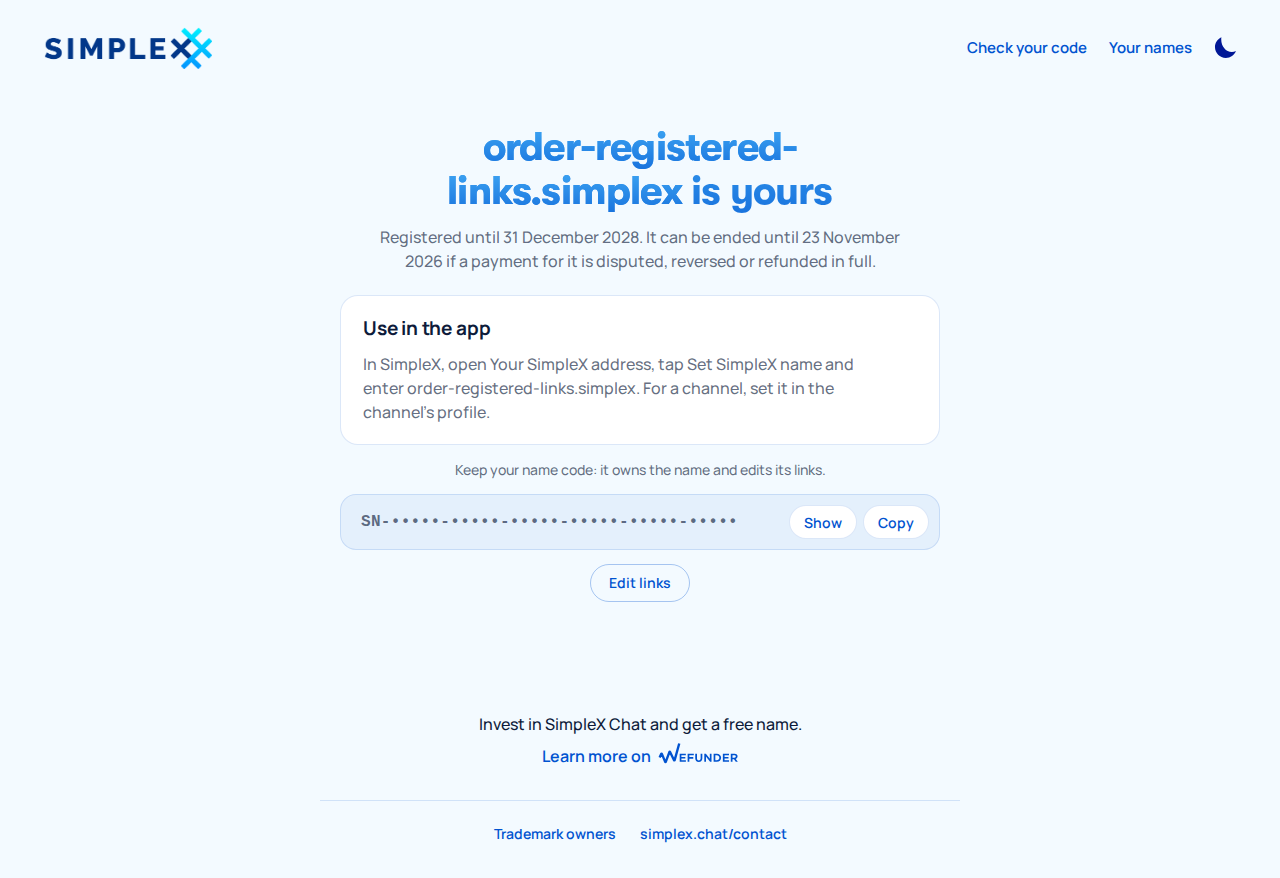 SIMPLEX
Check your code
Your names
order-registered-
links.simplex is yours
Registered until 31 December 2028. It can be ended until 23 November
2026 if a payment for it is disputed, reversed or refunded in full.
Use in the app
In SimpleX, open Your SimpleX address, tap Set SimpleX name and
enter order-registered-links.simplex. For a channel, set it in the
channel's profile.
Keep your name code: it owns the name and edits its links.
SN-•••••-•••••-•••••-•••••-•••••-•••••
Show
Copy
Edit links
Invest in SimpleX Chat and get a free name.
Learn more on WEFUNDER
Trademark owners
simplex.chat/contact